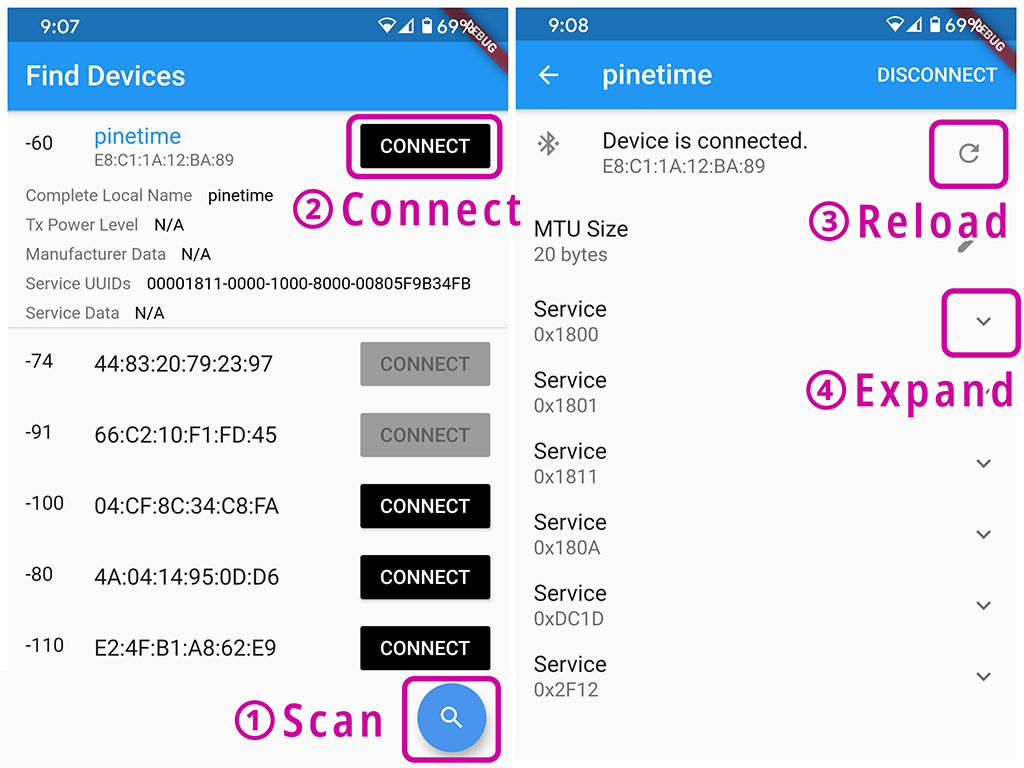 9:07
69%
DEBUG
Find Devices
-60
pinetime
E8:C1:1A:12:BA:89
CONNECT
② Connect
Complete Local Name pinetime
Tx Power Level N/A
Manufacturer Data N/A
Service UUIDs 00001811-0000-1000-8000-00805F9B34FB
Service Data N/A
-74 44:83:20:79:23:97 CONNECT
-91 66:C2:10:F1:FD:45 CONNECT
-100 04:CF:8C:34:C8:FA CONNECT
-80 4A:04:14:95:0D:D6 CONNECT
-110 E2:4F:B1:A8:62:E9 CONNECT
① Scan
9:08
69%
DEBUG
pinetime
DISCONNECT
Device is connected.
E8:C1:1A:12:BA:89
③ Reload
MTU Size
20 bytes
Service
0x1800
④ Expand
Service
0x1801
Service
0x1811
Service
0x180A
Service
0xDC1D
Service
0x2F12